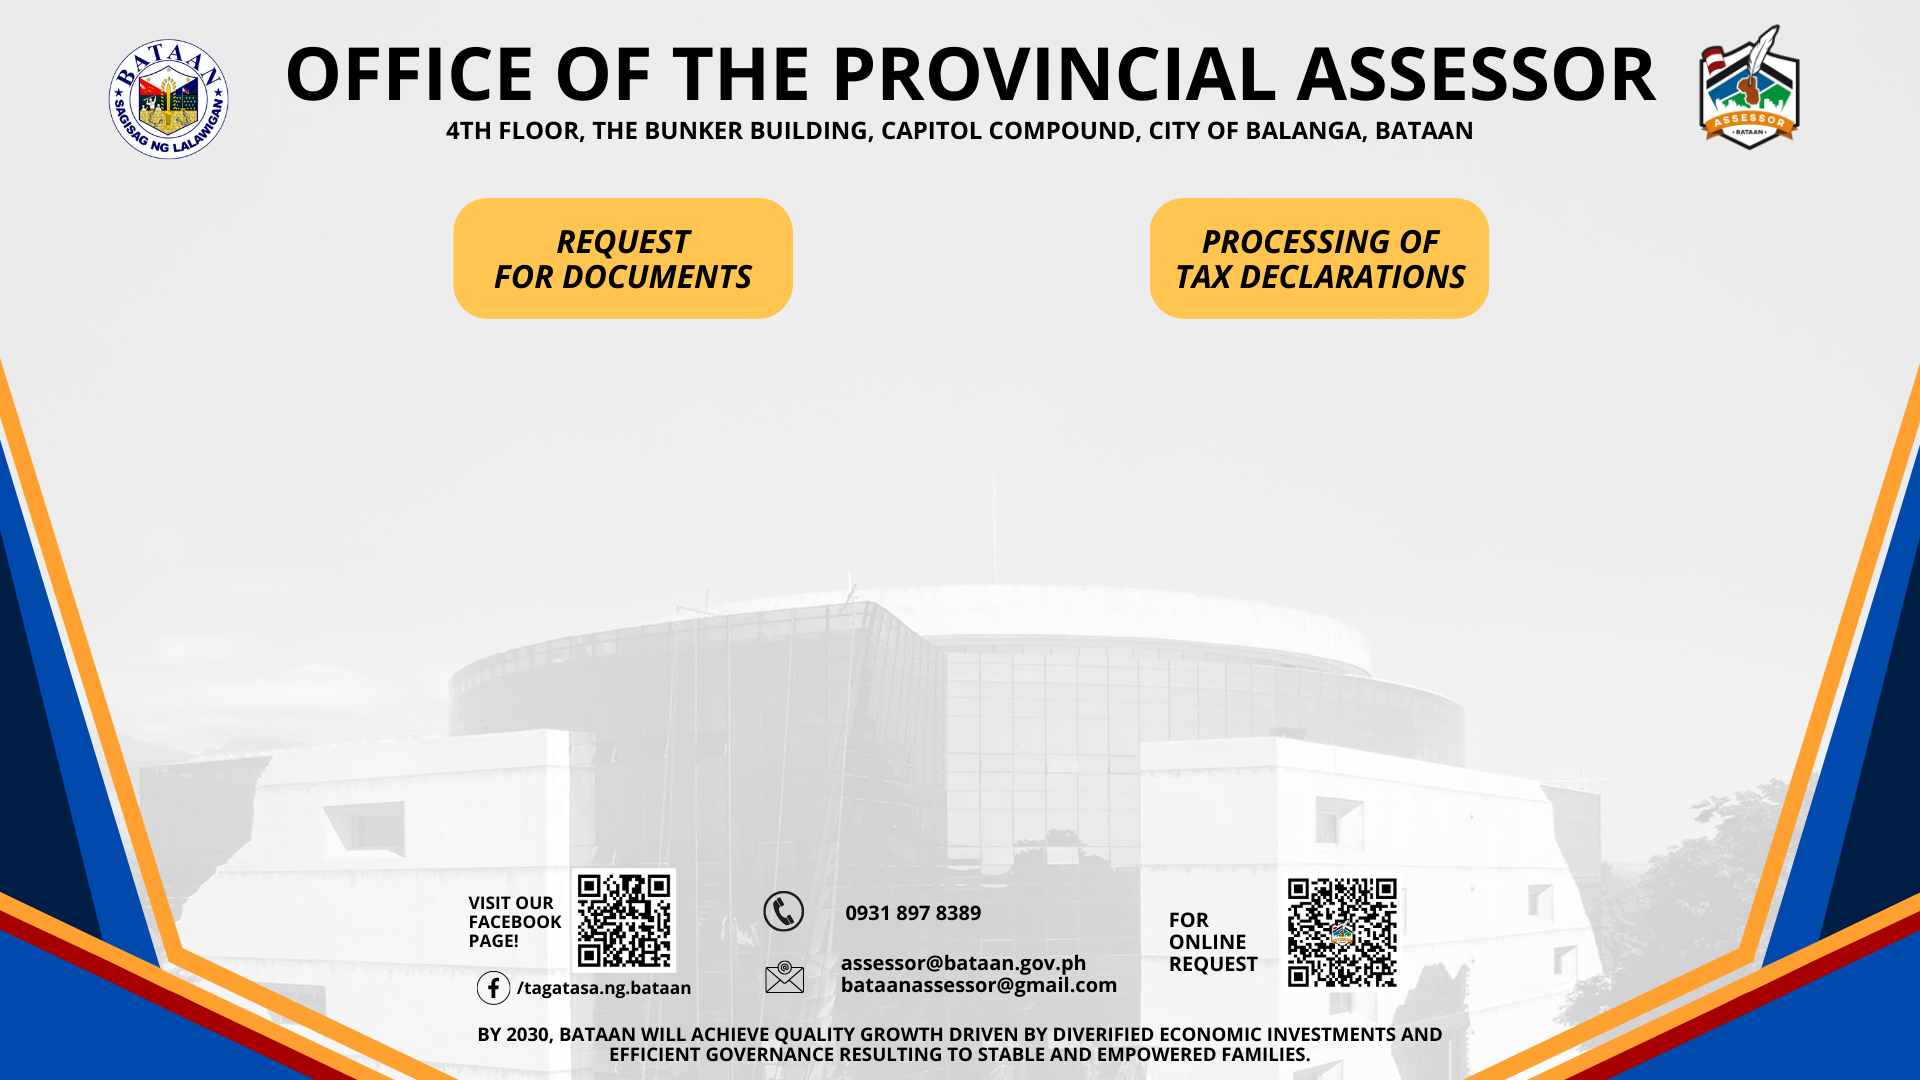 BATAAN
SAGISAG NG LALAWIGAN
OFFICE OF THE PROVINCIAL ASSESSOR
4TH FLOOR, THE BUNKER BUILDING, CAPITOL COMPOUND, CITY OF BALANGA, BATAAN
ASSESSOR
• BATAAN •
REQUEST
FOR DOCUMENTS
PROCESSING OF
TAX DECLARATIONS
VISIT OUR
FACEBOOK
PAGE!
/tagatasa.ng.bataan
0931 897 8389
assessor@bataan.gov.ph
bataanassessor@gmail.com
FOR
ONLINE
REQUEST
BY 2030, BATAAN WILL ACHIEVE QUALITY GROWTH DRIVEN BY DIVERIFIED ECONOMIC INVESTMENTS AND
EFFICIENT GOVERNANCE RESULTING TO STABLE AND EMPOWERED FAMILIES.